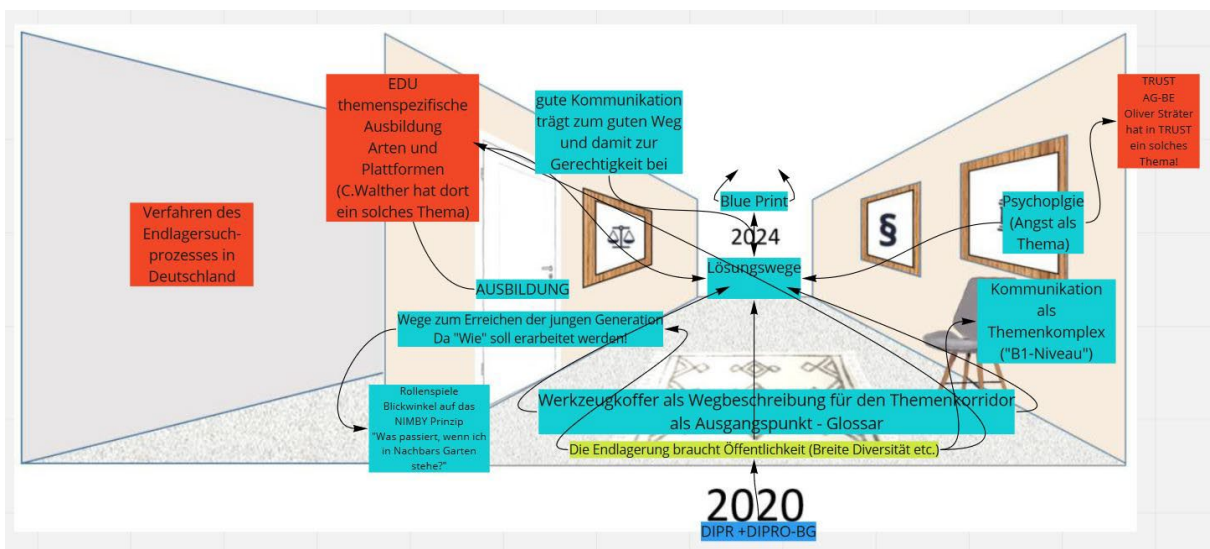 Verfahren des
Endlagersuch-
prozesses in
Deutschland
EDU
themenspezifische
Ausbildung
Arten und
Plattformen
(C.Walther hat dort
ein solches Thema)
gute Kommunikation
trägt zum guten Weg
und damit zur
Gerechtigkeit bei
Blue Print
2024
Lösungswege
TRUST
AG-BE
Oliver Sträter
hat in TRUST
ein solches
Thema!
§
Psychoplgie
(Angst als
Thema)
AUSBILDUNG
Kommunikation
als
Themenkomplex
("B1-Niveau")
Wege zum Erreichen der jungen Generation
Da "Wie" soll erarbeitet werden!
Rollenspiele
Blickwinkel auf das
NIMBY Prinzip
"Was passiert, wenn ich
in Nachbars Garten
stehe?"
Werkzeugkoffer als Wegbeschreibung für den Themenkorridor
als Ausgangspunkt - Glossar
Die Endlagerung braucht Öffentlichkeit (Breite Diversität etc.)
2020
DIPR +DIPRO-BG